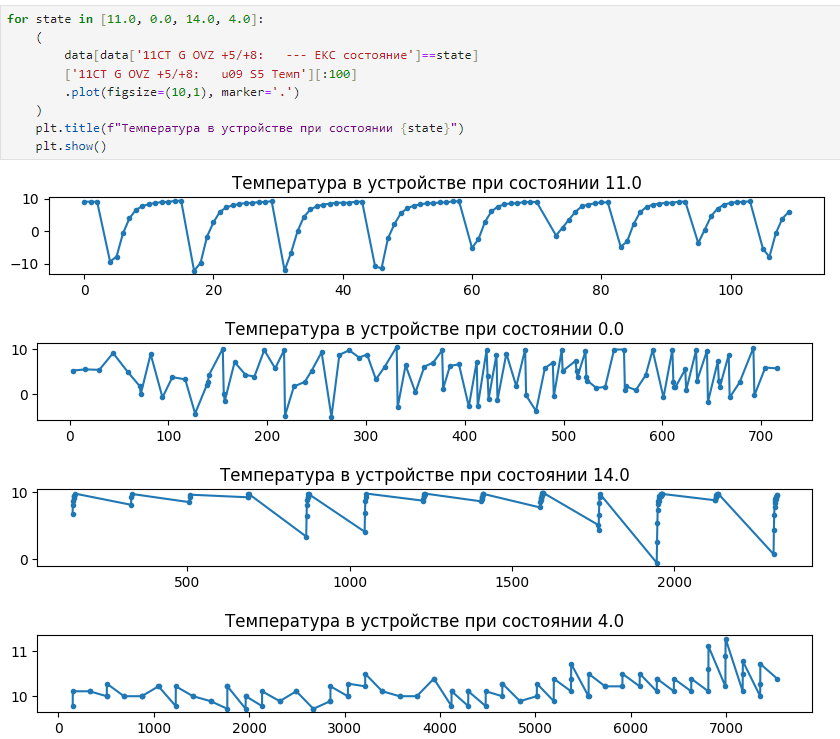 for state in [11.0, 0.0, 14.0, 4.0]:
(
data[data['11СТ G OVZ +5/+8:   --- ЕКС состояние']==state]
['11СТ G OVZ +5/+8:   u09 S5 Темп'][:100]
.plot(figsize=(10,1), marker='.')
)
plt.title(f"Температура в устройстве при состоянии {state}")
plt.show()
Температура в устройстве при состоянии 11.0
10
0
−10
0 20 40 60 80 100
Температура в устройстве при состоянии 0.0
10
0
0 100 200 300 400 500 600 700
Температура в устройстве при состоянии 14.0
10
0
500 1000 1500 2000
Температура в устройстве при состоянии 4.0
11
10
0 1000 2000 3000 4000 5000 6000 7000